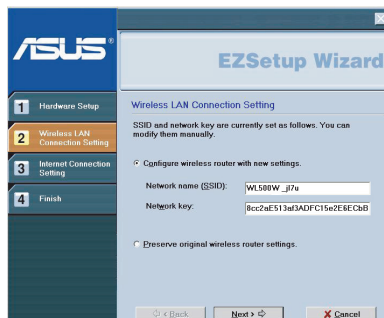 ASUS®
EZSetup Wizard
1 Hardware Setup
2 Wireless LAN
Connection Setting
3 Internet Connection
Setting
4 Finish
Wireless LAN Connection Setting
SSID and network key are currently set as follows. You can
modify them manually.
Configure wireless router with new settings.
Network name (SSID): WL500W _jl7u
Network key: 8cc2aE513af3ADFC15e2E6ECbB
Preserve original wireless router settings.
< Back
Next >
X Cancel